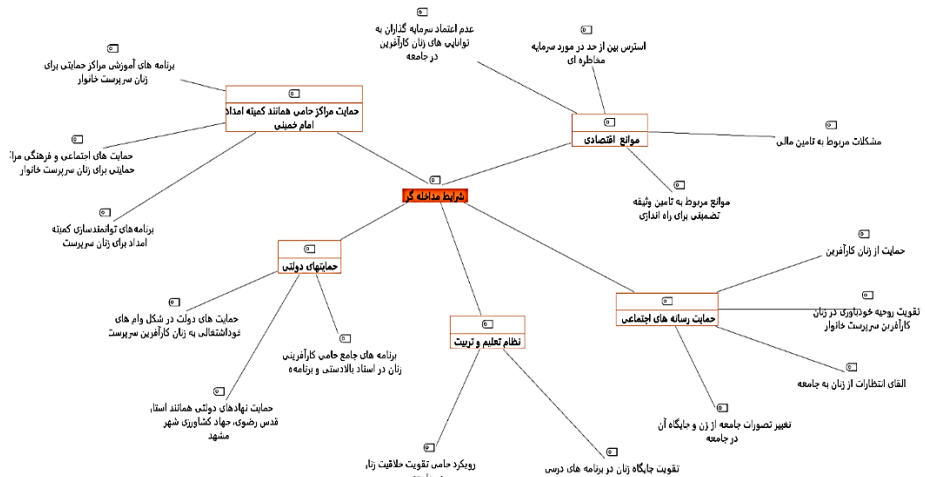 عدم اعتماد سرمایه گذاران به
توانایی های زنان کارآفرین
در جامعه
استرس بین از حد در مورد سرمایه
مخاطره ای
برنامه های آموزشی مراکز حمایتی برای
زنان سرپرست خانوار
حمایت مراکز حامی همانند کمیته امداد
امام خمینی
موانع اقتصادی
مشکلات مربوط به تامین مالی
حمایت های اجتماعی و فرهنگی
حمایتی برای زنان سرپرست خانوار
موانع مربوط به تامین وثیقه
تضمینی برای راه اندازی
شرایط مداخله گر
برنامه‌های توانمندسازی کمیته
امداد برای زنان سرپرست
حمایتهای دولتی
حمایت از زنان کارآفرین
حمایت رسانه های اجتماعی
تقویت روحیه خودباوری در زنان
کارآفرین سرپرست خانوار
حمایت های دولت در شکل وام های
خوداشتغالی به زنان کارآفرین سرپرست
نظام تعلیم و تربیت
برنامه های جامع حامی کارآفرینی
زنان در اسناد بالادستی و
القای انتظارات از زنان به جامعه
حمایت نهادهای دولتی همانند
قدس رضوی، جهاد کشاورزی شهر
مشهد
تغییر تصورات جامعه از زن و جایگاه آن
در جامعه
رویکرد حامی تقویت خلاقیت
تقویت جایگاه زنان در برنامه های درسی